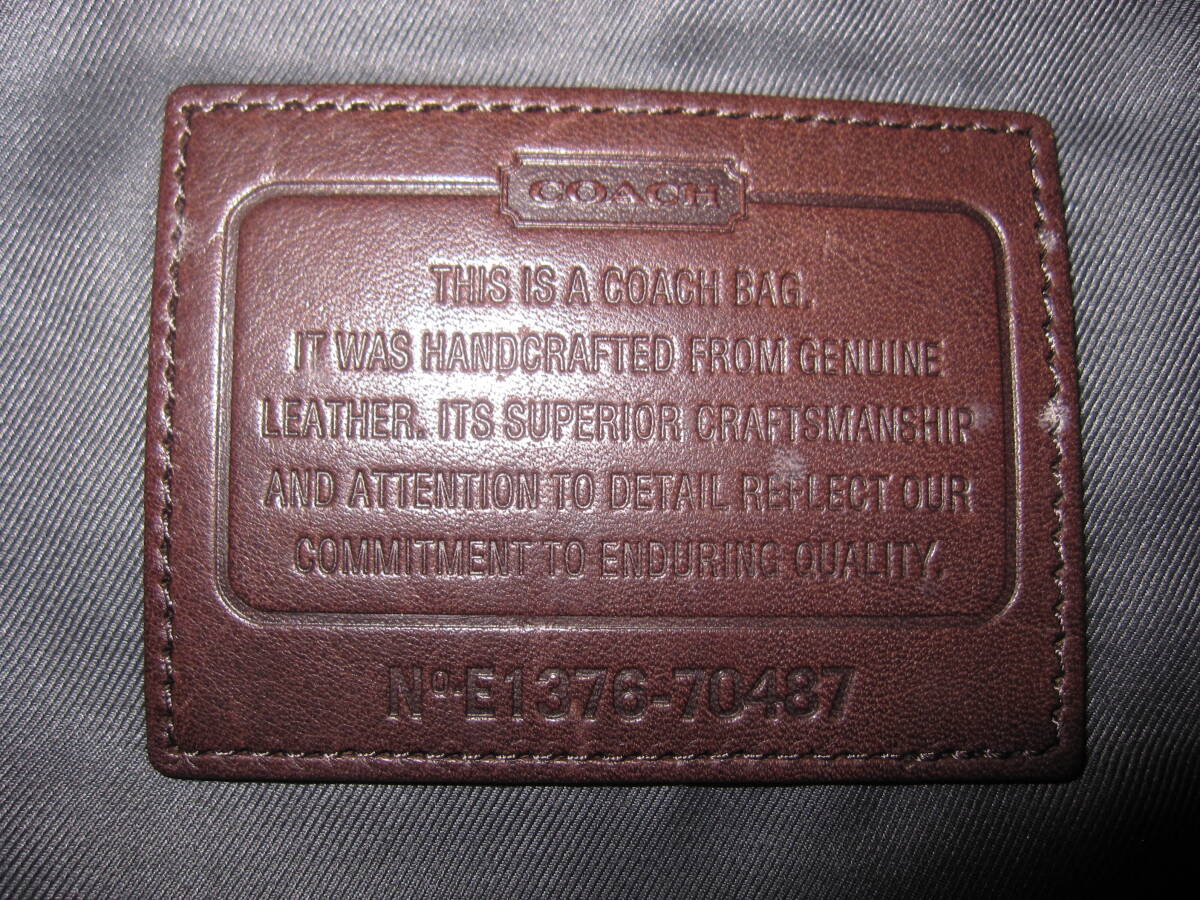 COACH
THIS IS A COACH BAG.
IT WAS HANDCRAFTED FROM GENUINE
LEATHER. ITS SUPERIOR CRAFTSMANSHIP
AND ATTENTION TO DETAIL REFLECT OUR
COMMITMENT TO ENDURING QUALITY.
Nº.E1376-70487